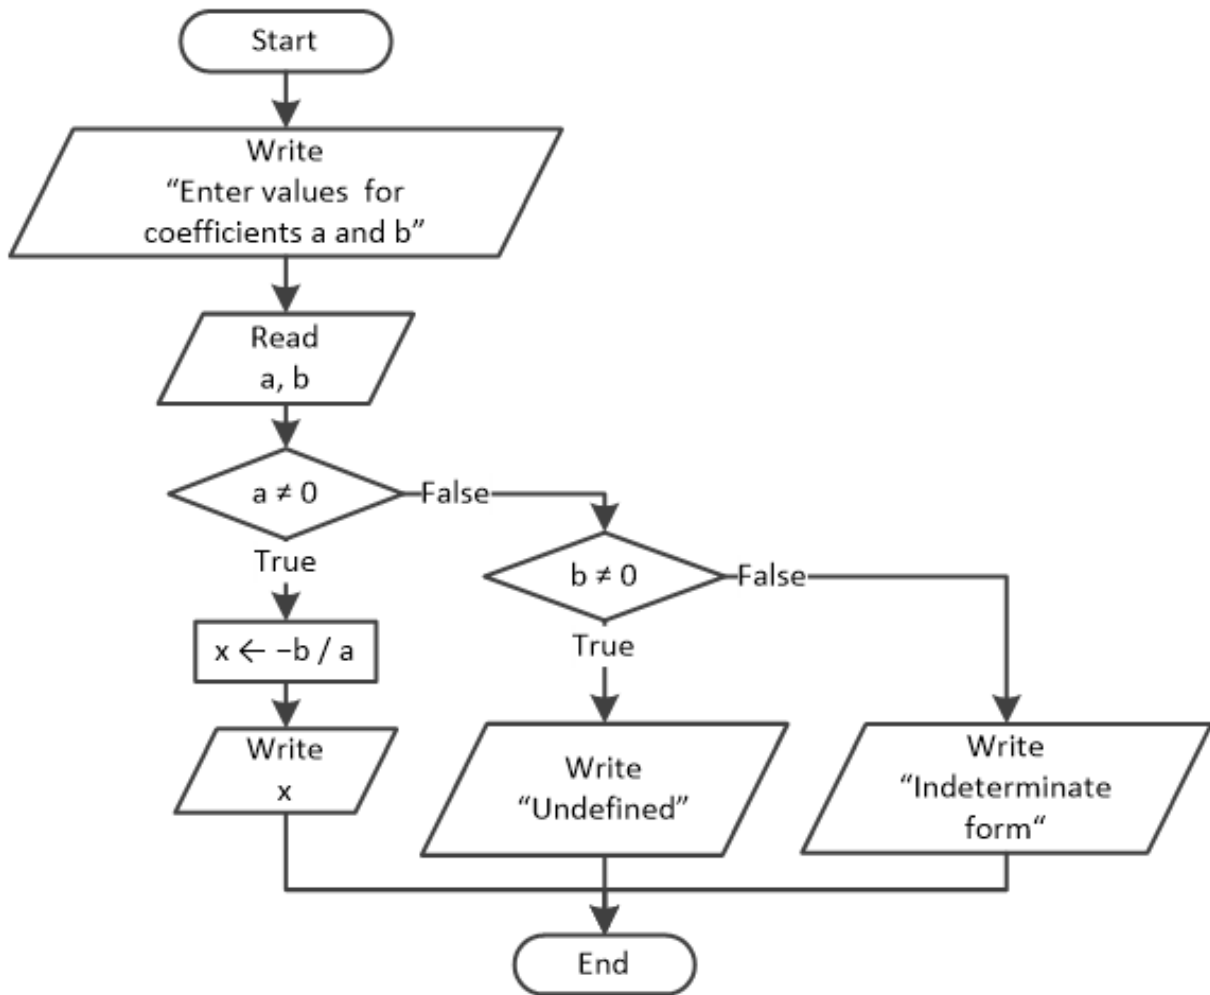 Start
Write
“Enter values  for
coefficients a and b”
Read
a, b
a ≠ 0
False
True
b ≠ 0
False
x ← −b / a
True
Write
x
Write
“Undefined”
Write
“Indeterminate
form“
End